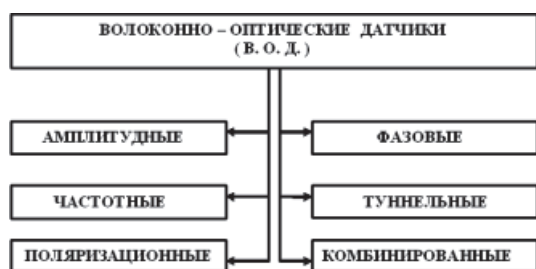 ВОЛОКОННО – ОПТИЧЕСКИЕ ДАТЧИКИ
( В. О. Д. )
АМПЛИТУДНЫЕ
ФАЗОВЫЕ
ЧАСТОТНЫЕ
ТУННЕЛЬНЫЕ
ПОЛЯРИЗАЦИОННЫЕ
КОМБИНИРОВАННЫЕ